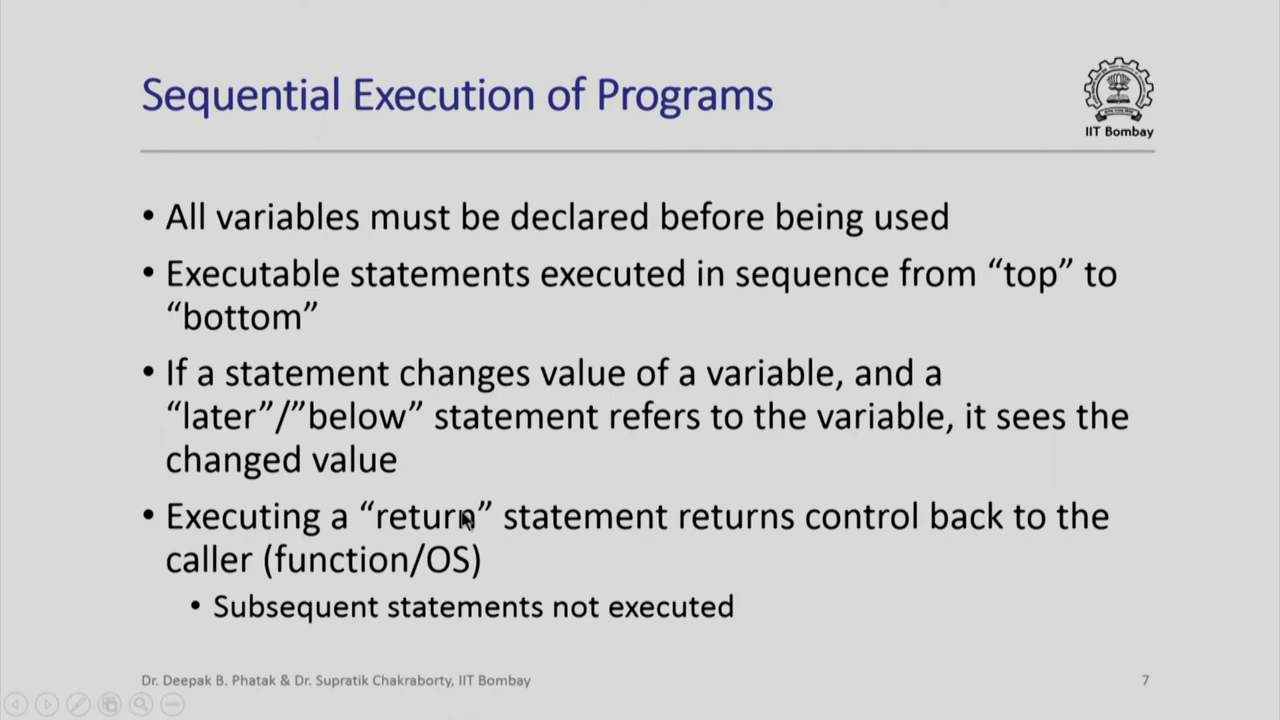 Sequential Execution of Programs
IIT Bombay
• All variables must be declared before being used
• Executable statements executed in sequence from “top” to
“bottom”
• If a statement changes value of a variable, and a
“later”/”below” statement refers to the variable, it sees the
changed value
• Executing a “return” statement returns control back to the
caller (function/OS)
• Subsequent statements not executed
Dr. Deepak B. Phatak & Dr. Supratik Chakraborty, IIT Bombay
7